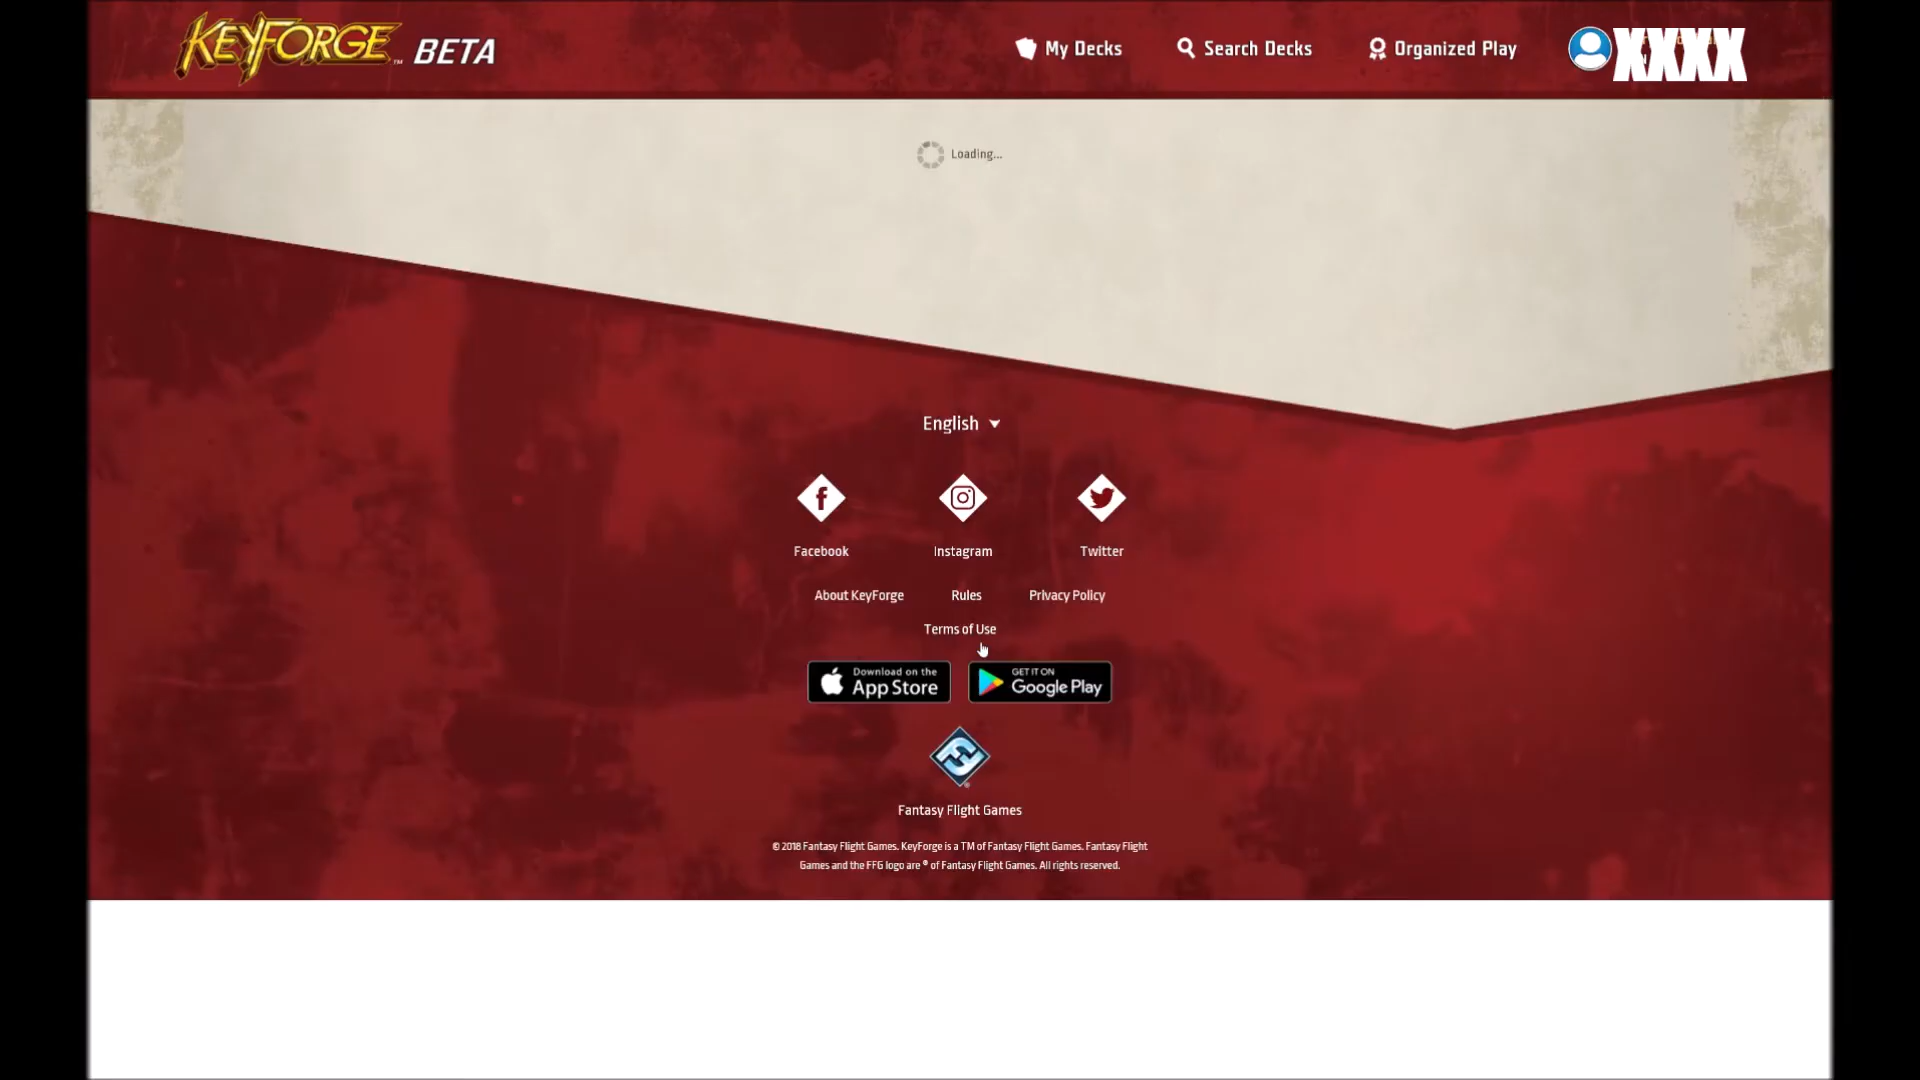 KEYFORGE™ BETA
My Decks
Search Decks
Organized Play
XXXX
Loading...
English
Facebook
Instagram
Twitter
About KeyForge
Rules
Privacy Policy
Terms of Use
Download on the
App Store
GET IT ON
Google Play
Fantasy Flight Games
© 2018 Fantasy Flight Games. KeyForge is a TM of Fantasy Flight Games. Fantasy Flight
Games and the FFG logo are ® of Fantasy Flight Games. All rights reserved.